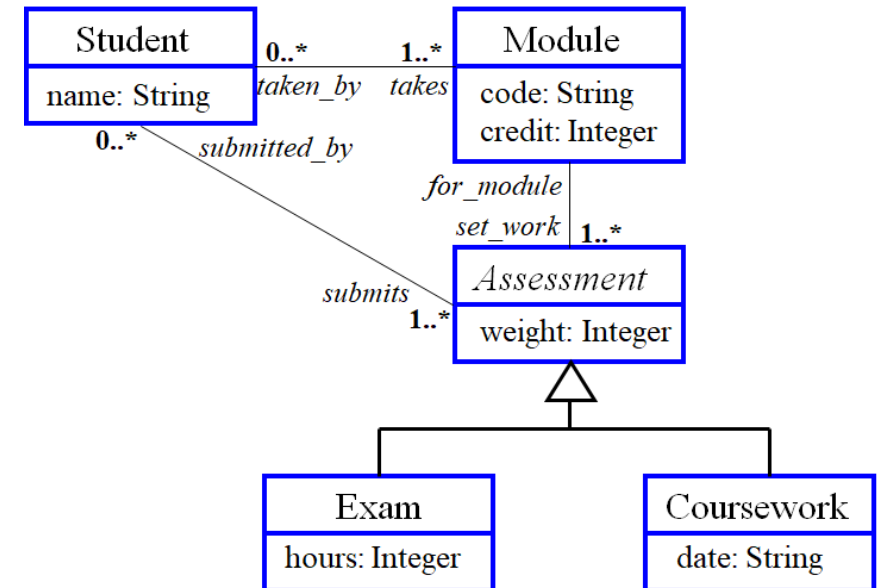 Student
name: String
0..*
1..*
taken_by
takes
Module
code: String
credit: Integer
0..*
submitted_by
for_module
set_work
1..*
submits
1..*
Assessment
weight: Integer
Exam
hours: Integer
Coursework
date: String